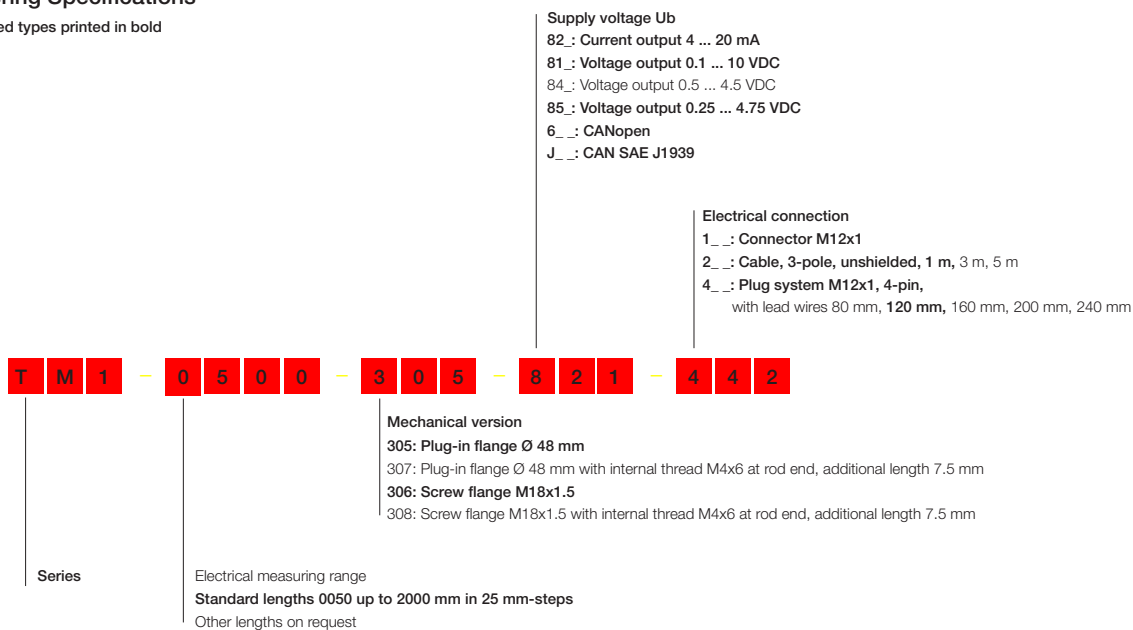 ring Specifications
ed types printed in bold
Supply voltage Ub
82_: Current output 4 ... 20 mA
81_: Voltage output 0.1 ... 10 VDC
84_: Voltage output 0.5 ... 4.5 VDC
85_: Voltage output 0.25 ... 4.75 VDC
6_ _: CANopen
J_ _: CAN SAE J1939
Electrical connection
1_ _: Connector M12x1
2_ _: Cable, 3-pole, unshielded, 1 m, 3 m, 5 m
4_ _: Plug system M12x1, 4-pin,
with lead wires 80 mm, 120 mm, 160 mm, 200 mm, 240 mm
T M 1 – 0 5 0 0 – 3 0 5 – 8 2 1 – 4 4 2
Mechanical version
305: Plug-in flange Ø 48 mm
307: Plug-in flange Ø 48 mm with internal thread M4x6 at rod end, additional length 7.5 mm
306: Screw flange M18x1.5
308: Screw flange M18x1.5 with internal thread M4x6 at rod end, additional length 7.5 mm
Series
Electrical measuring range
Standard lengths 0050 up to 2000 mm in 25 mm-steps
Other lengths on request